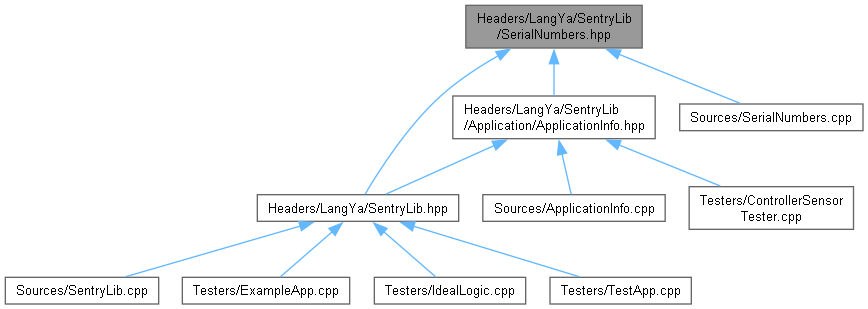 Headers/LangYa/SentryLib
/SerialNumbers.hpp
Headers/LangYa/SentryLib
/Application/ApplicationInfo.hpp
Sources/SerialNumbers.cpp
Headers/LangYa/SentryLib.hpp
Sources/ApplicationInfo.cpp
Testers/ControllerSensor
Tester.cpp
Sources/SentryLib.cpp
Testers/ExampleApp.cpp
Testers/IdealLogic.cpp
Testers/TestApp.cpp